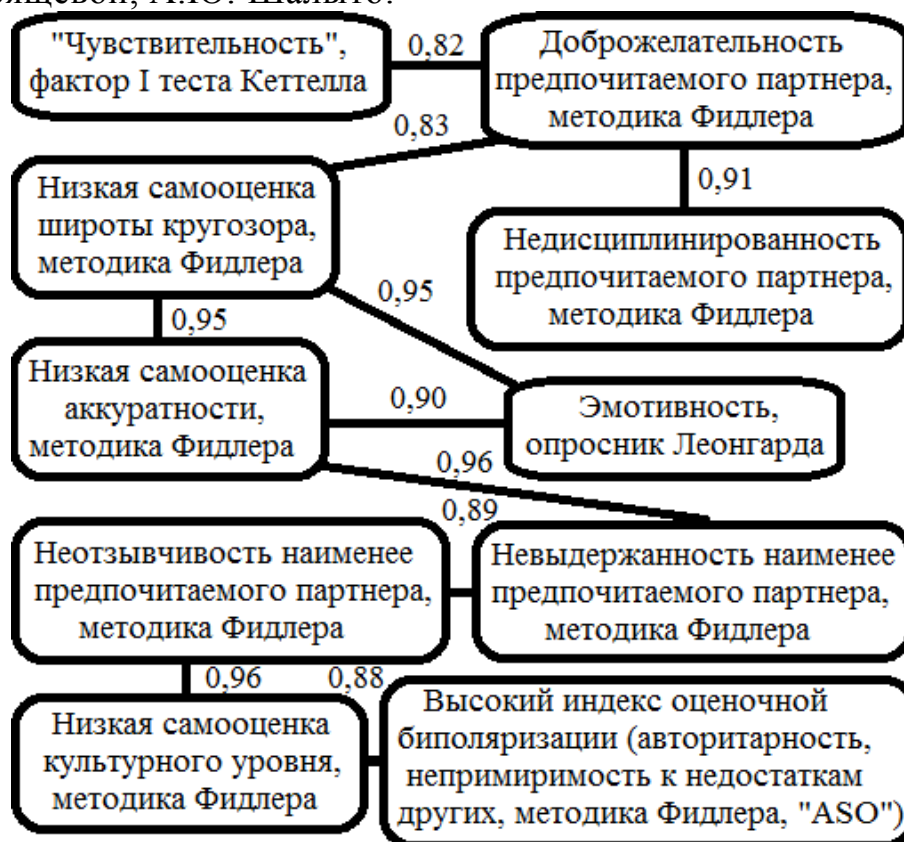 А.Ю. Шалыто.
"Чувствительность",
фактор I теста Кеттелла
0,82
Доброжелательность
предпочитаемого партнера,
методика Фидлера
0,83
0,91
Низкая самооценка
широты кругозора,
методика Фидлера
Недисциплинированность
предпочитаемого партнера,
методика Фидлера
0,95
0,95
Низкая самооценка
аккуратности,
методика Фидлера
0,90
Эмотивность,
опросник Леонгарда
0,96
0,89
Неотзывчивость наименее
предпочитаемого партнера,
методика Фидлера
Невыдержанность наименее
предпочитаемого партнера,
методика Фидлера
0,96
0,88
Низкая самооценка
культурного уровня,
методика Фидлера
Высокий индекс оценочной
биполяризации (авторитарность,
непримиримость к недостаткам
других, методика Фидлера, "ASO")